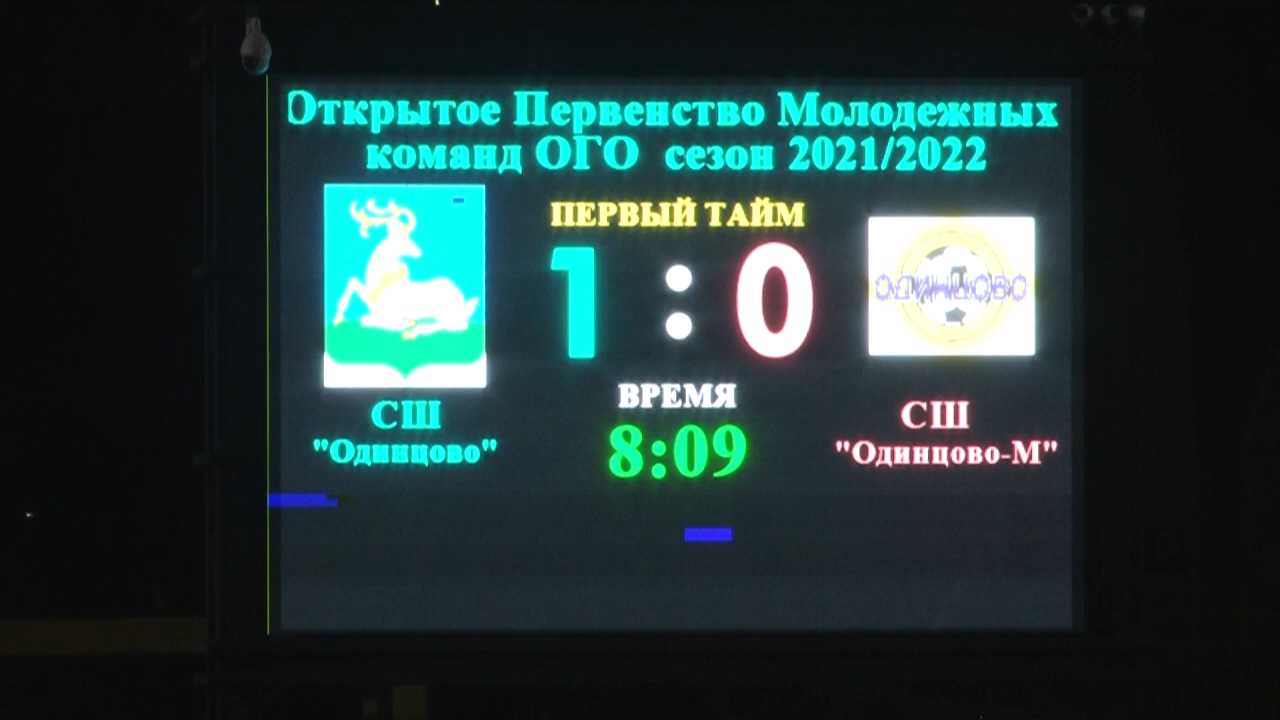 Открытое Первенство Молодежных
команд ОГО сезон 2021/2022
ПЕРВЫЙ ТАЙМ
1 : 0
ОДИНЦОВО
ВРЕМЯ
8:09
СШ
"Одинцово"
СШ
"Одинцово-М"